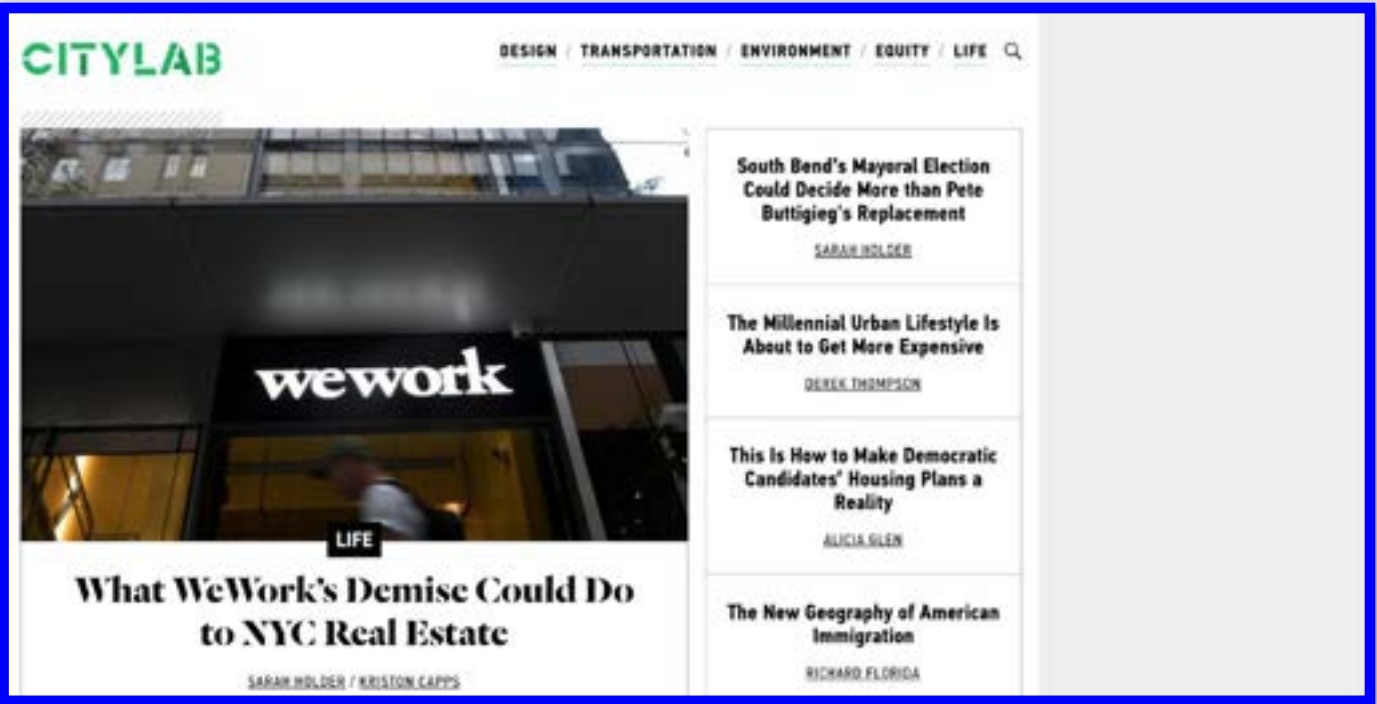 CITYLAB
DESIGN / TRANSPORTATION / ENVIRONMENT / EQUITY / LIFE
wework
LIFE
What WeWork's Demise Could Do
to NYC Real Estate
SARAH HOLDER / KRISTON CAPPS
South Bend's Mayoral Election
Could Decide More than Pete
Buttigieg's Replacement
SARAH HOLDER
The Millennial Urban Lifestyle Is
About to Get More Expensive
DEREK THOMPSON
This Is How to Make Democratic
Candidates' Housing Plans a
Reality
ALICIA GLEN
The New Geography of American
Immigration
RICHARD FLORIDA